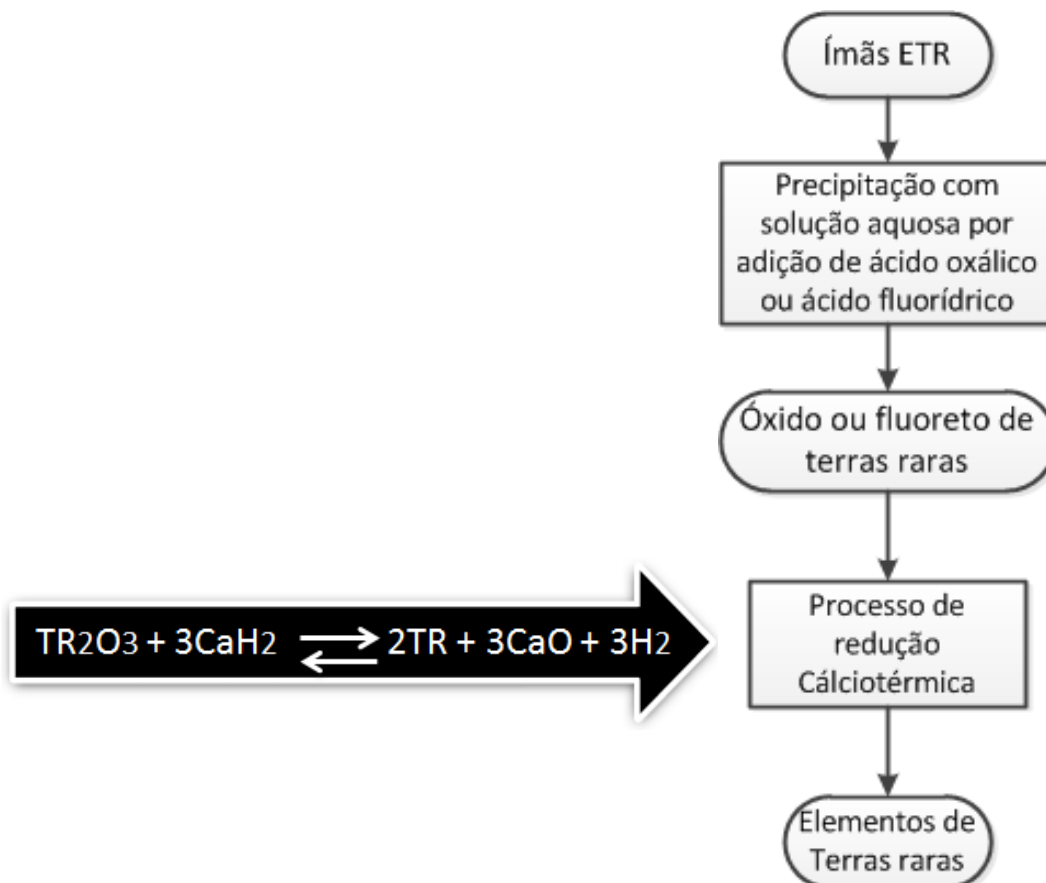 Ímãs ETR
Precipitação com
solução aquosa por
adição de ácido oxálico
ou ácido fluorídrico
Óxido ou fluoreto de
terras raras
TR2O3 + 3CaH2 ⇌ 2TR + 3CaO + 3H2
Processo de
redução
Cálciotérmica
Elementos de
Terras raras